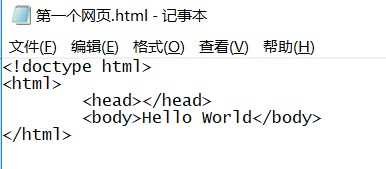 第一个网页.html - 记事本
文件(F) 编辑(E) 格式(O) 查看(V) 帮助(H)
<!doctype html>
<html>
        <head></head>
        <body>Hello World</body>
</html>